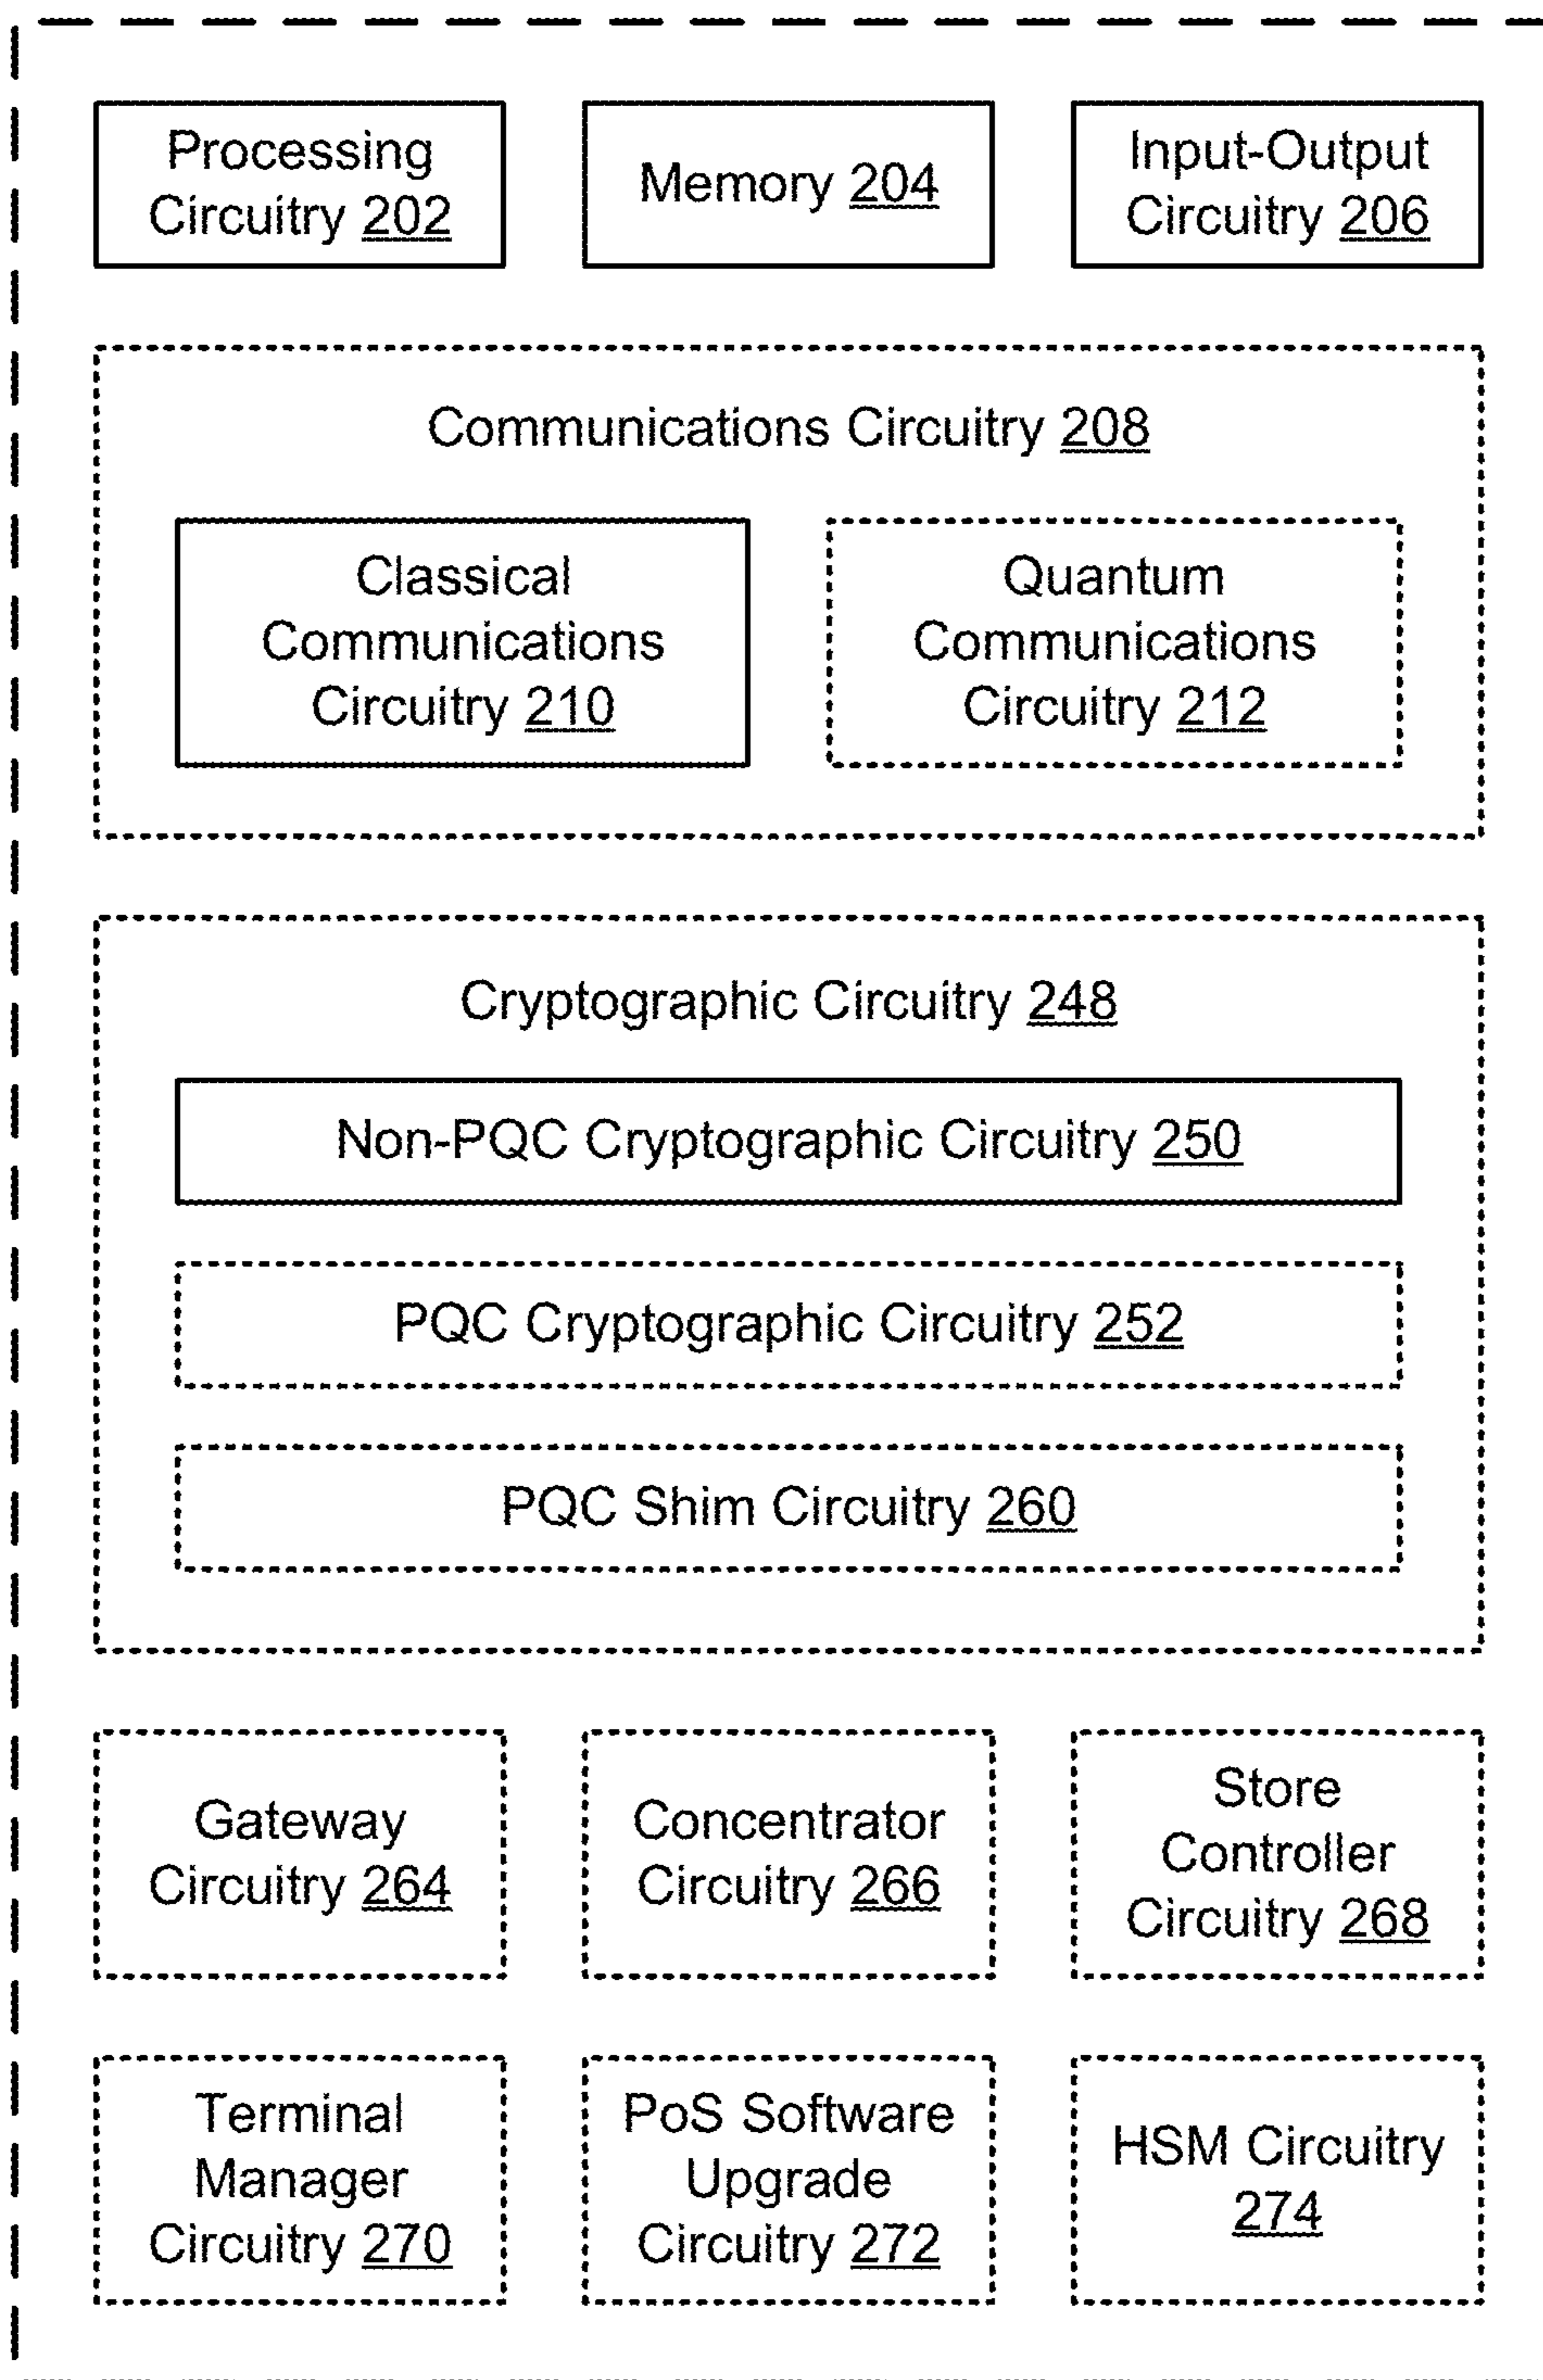 Processing
Circuitry 202
Memory 204
Input-Output
Circuitry 206
Communications Circuitry 208
Classical
Communications
Circuitry 210
Quantum
Communications
Circuitry 212
Cryptographic Circuitry 248
Non-PQC Cryptographic Circuitry 250
PQC Cryptographic Circuitry 252
PQC Shim Circuitry 260
Gateway
Circuitry 264
Concentrator
Circuitry 266
Store
Controller
Circuitry 268
Terminal
Manager
Circuitry 270
PoS Software
Upgrade
Circuitry 272
HSM Circuitry
274